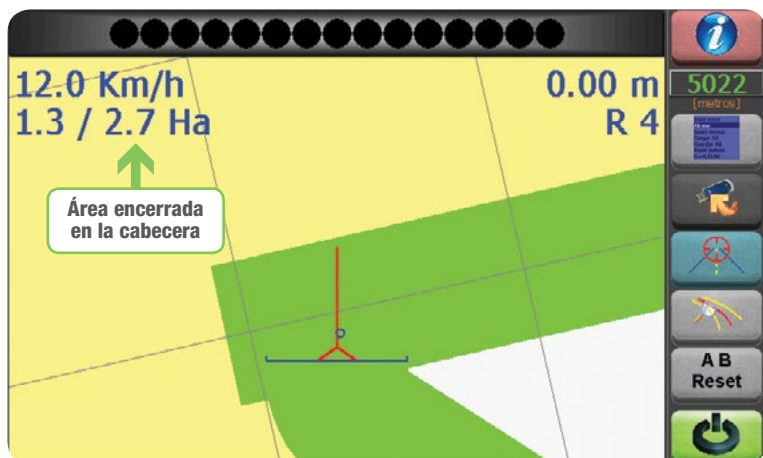 12.0 Km/h
0.00 m
1.3 / 2.7 Ha
R 4
Área encerrada
en la cabecera
5022
[metros]
A B
Reset